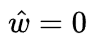 ŵ = 0